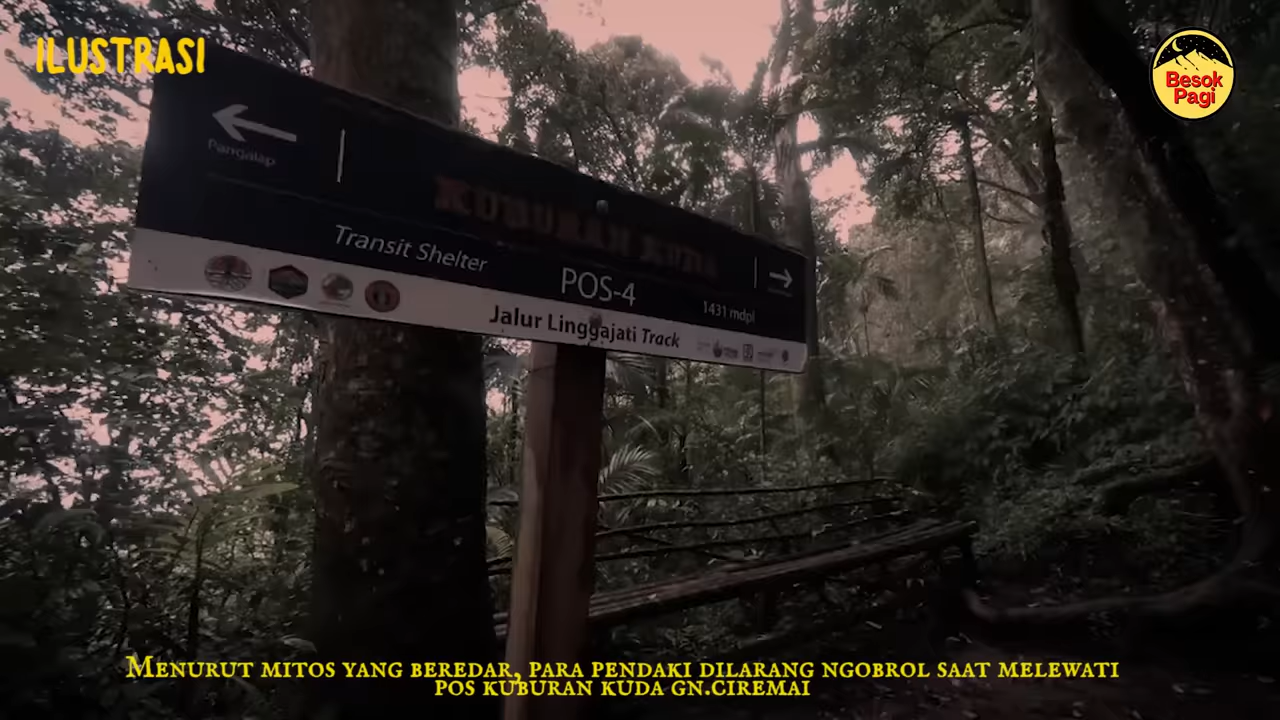 ILUSTRASI
Besok
Pagi
Pangalap
KUBURAN KUDA
Transit Shelter
POS-4
1431 mdpl
Jalur Linggajati Track
MENURUT MITOS YANG BEREDAR, PARA PENDAKI DILARANG NGOBROL SAAT MELEWATI
POS KUBURAN KUDA GN.CIREMAI